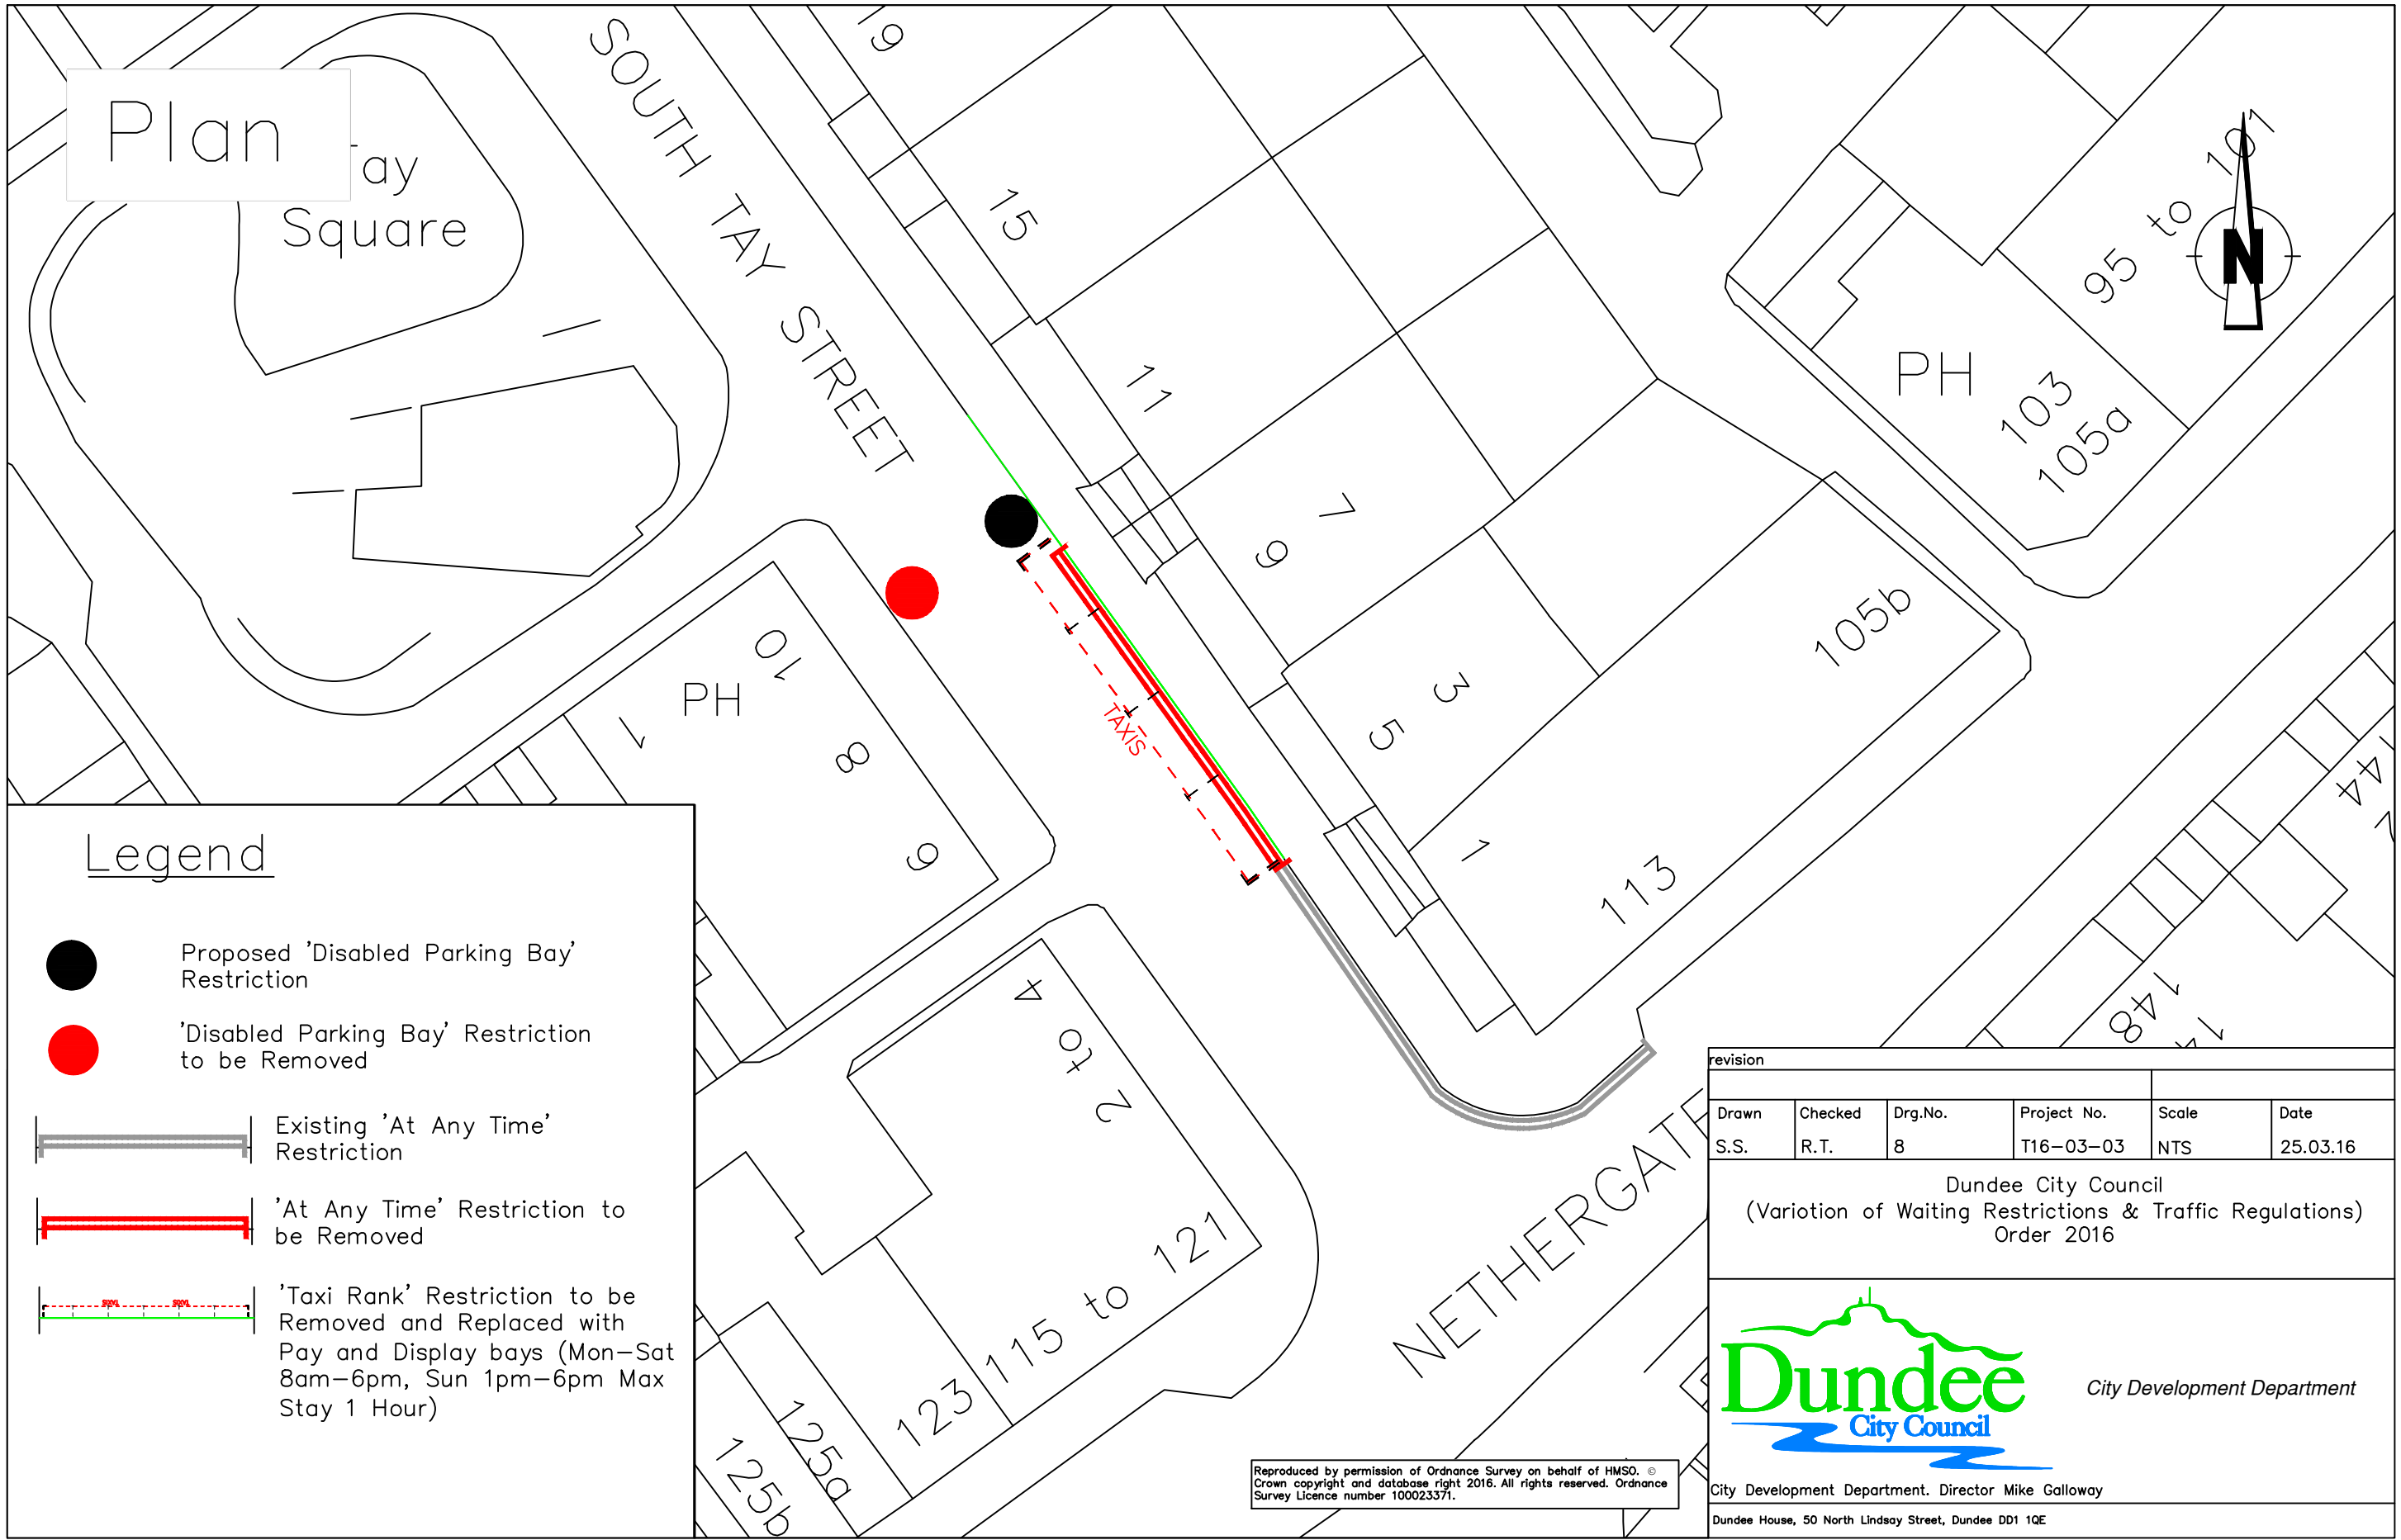 Plan
ay
Square
SOUTH TAY STREET
19
15
11
7
9
3
5
1
113
105b
PH
103
105a
95 to 101
N
10
PH
1
8
6
TAXIS
4 to 2
115 to 121
123
125a
125b
NETHERGATE
144
148
Legend
Proposed 'Disabled Parking Bay'
Restriction
'Disabled Parking Bay' Restriction
to be Removed
Existing 'At Any Time'
Restriction
'At Any Time' Restriction to
be Removed
TAXIS TAXIS
'Taxi Rank' Restriction to be
Removed and Replaced with
Pay and Display bays (Mon-Sat
8am-6pm, Sun 1pm-6pm Max
Stay 1 Hour)
Reproduced by permission of Ordnance Survey on behalf of HMSO. ©
Crown copyright and database right 2016. All rights reserved. Ordnance
Survey Licence number 100023371.
revision
Drawn Checked Drg.No. Project No. Scale Date
S.S. R.T. 8 T16-03-03 NTS 25.03.16
Dundee City Council
(Variotion of Waiting Restrictions & Traffic Regulations)
Order 2016
Dundee
City Council
City Development Department
City Development Department. Director Mike Galloway
Dundee House, 50 North Lindsay Street, Dundee DD1 1QE